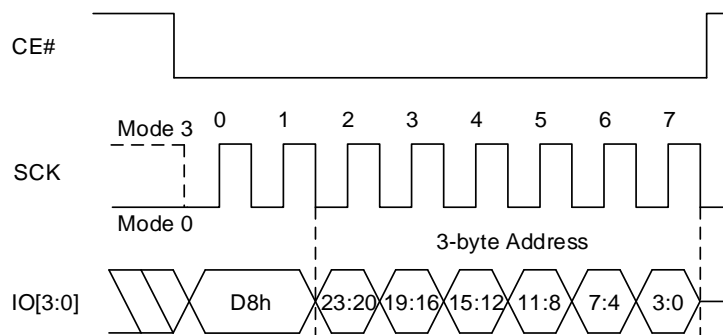 CE#
Mode 3 0 1 2 3 4 5 6 7
SCK
Mode 0
3-byte Address
IO[3:0] D8h 23:20 19:16 15:12 11:8 7:4 3:0